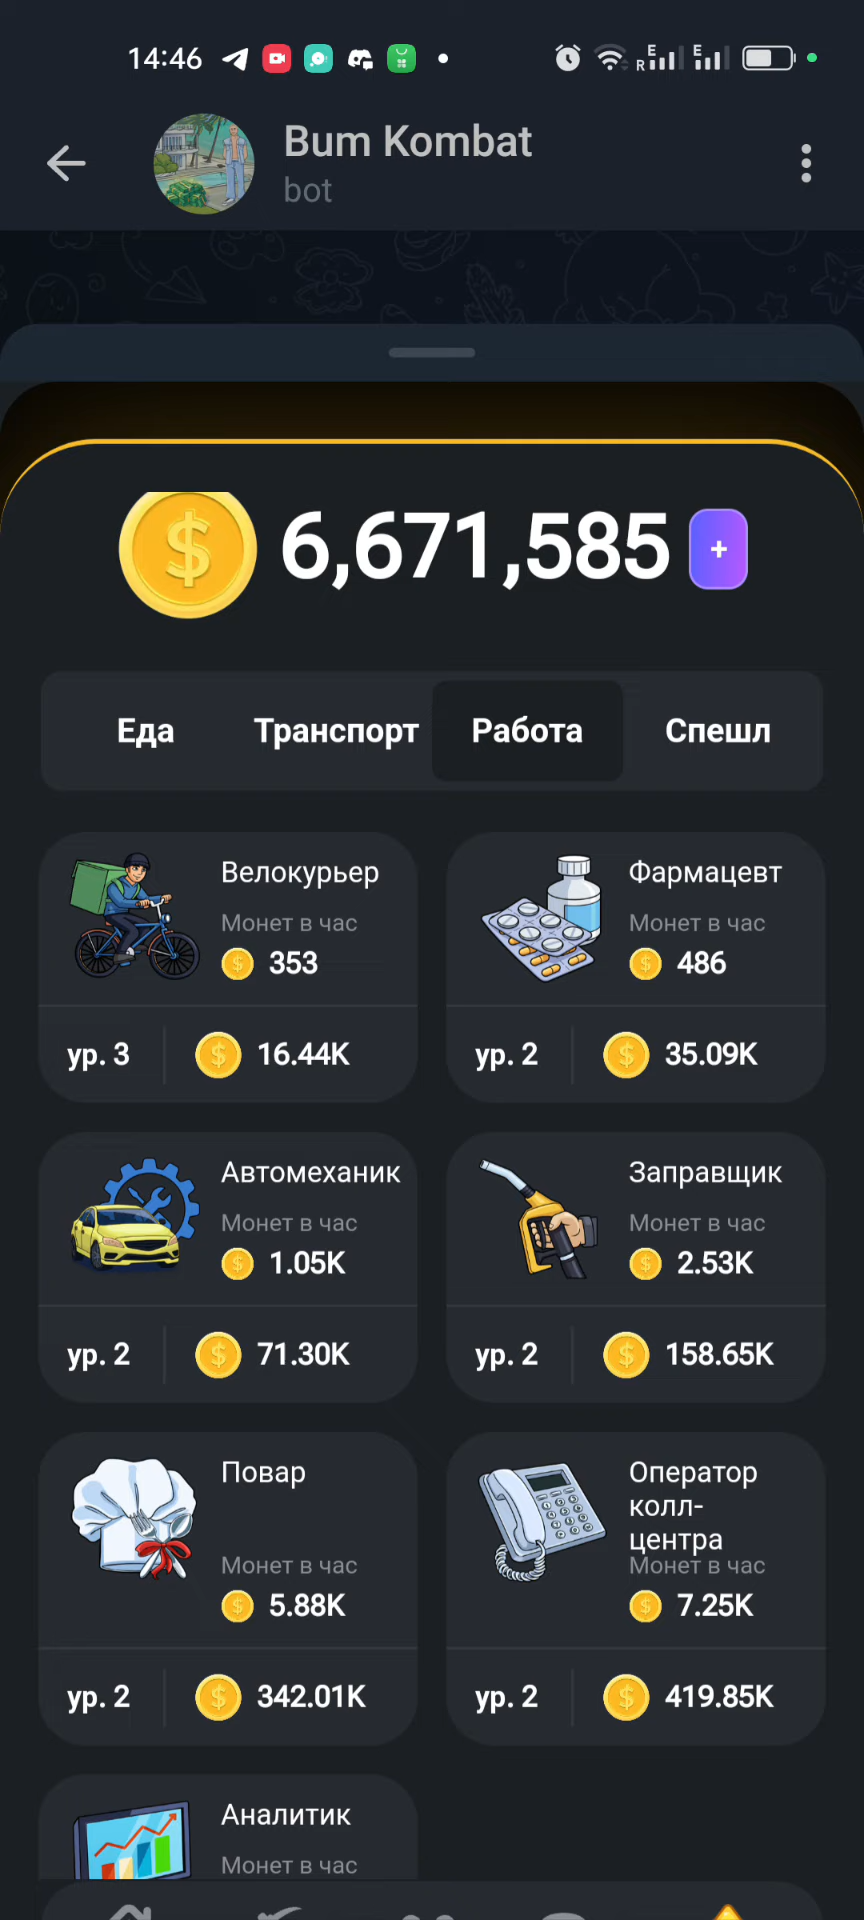 14:46
R E E
Bum Kombat
bot
6,671,585 +
Еда Транспорт Работа Спешл
Велокурьер
Монет в час
353
ур. 3 16.44K
Фармацевт
Монет в час
486
ур. 2 35.09K
Автомеханик
Монет в час
1.05K
ур. 2 71.30K
Заправщик
Монет в час
2.53K
ур. 2 158.65K
Повар
Монет в час
5.88K
ур. 2 342.01K
Оператор
колл-
центра
Монет в час
7.25K
ур. 2 419.85K
Аналитик
Монет в час